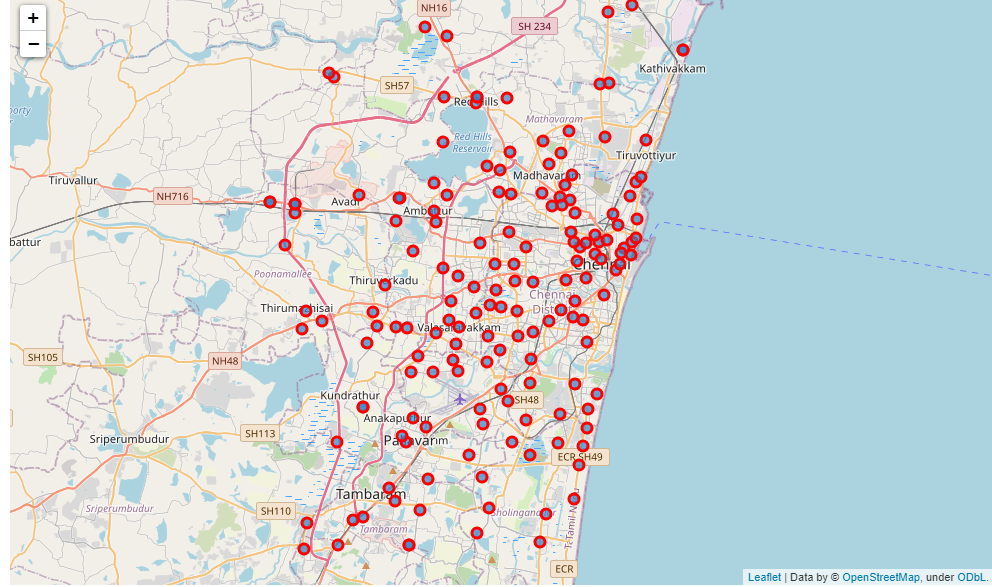 +
−
NH16
SH 234
Kathivakkam
SH57
Red Hills
Mathavaram
Red Hills
Reservoir
Tiruvottiyur
Madhavaram
Tiruvallur
NH716
Avadi
Ambattur
battur
Poonamallee
Chennai
Thiruverkadu
Chennai
District
Thirumazhisai
Valasaravakkam
SH105
NH48
Kundrathur
SH48
Anakaputhur
SH113
Sriperumbudur
Pallavaram
ECR SH49
Tambaram
Sriperumbudur
SH110
Sholinganallur
Tambaram
ECR
Leaflet | Data by © OpenStreetMap, under ODbL.